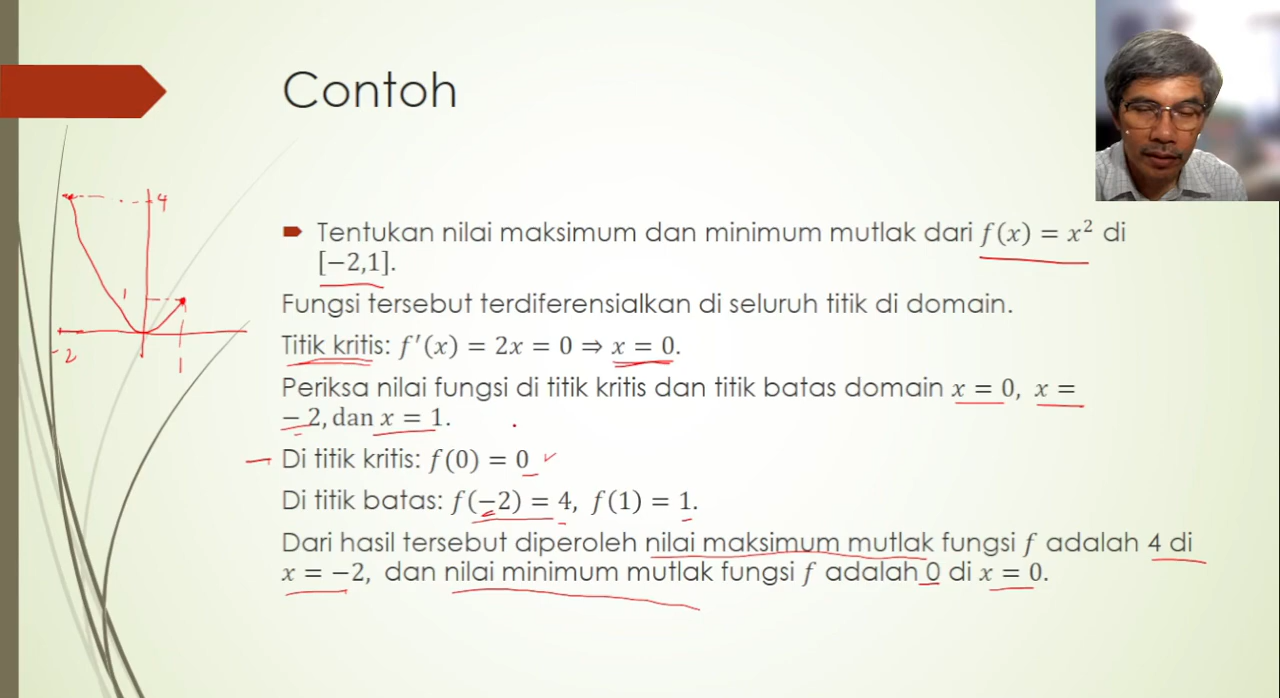 Contoh
Tentukan nilai maksimum dan minimum mutlak dari f(x) = x² di
[−2,1].
Fungsi tersebut terdiferensialkan di seluruh titik di domain.
Titik kritis: f′(x) = 2x = 0 ⇒ x = 0.
Periksa nilai fungsi di titik kritis dan titik batas domain x = 0, x =
−2, dan x = 1.
Di titik kritis: f(0) = 0
Di titik batas: f(−2) = 4, f(1) = 1.
Dari hasil tersebut diperoleh nilai maksimum mutlak fungsi f adalah 4 di
x = −2, dan nilai minimum mutlak fungsi f adalah 0 di x = 0.
4
1
-2
1